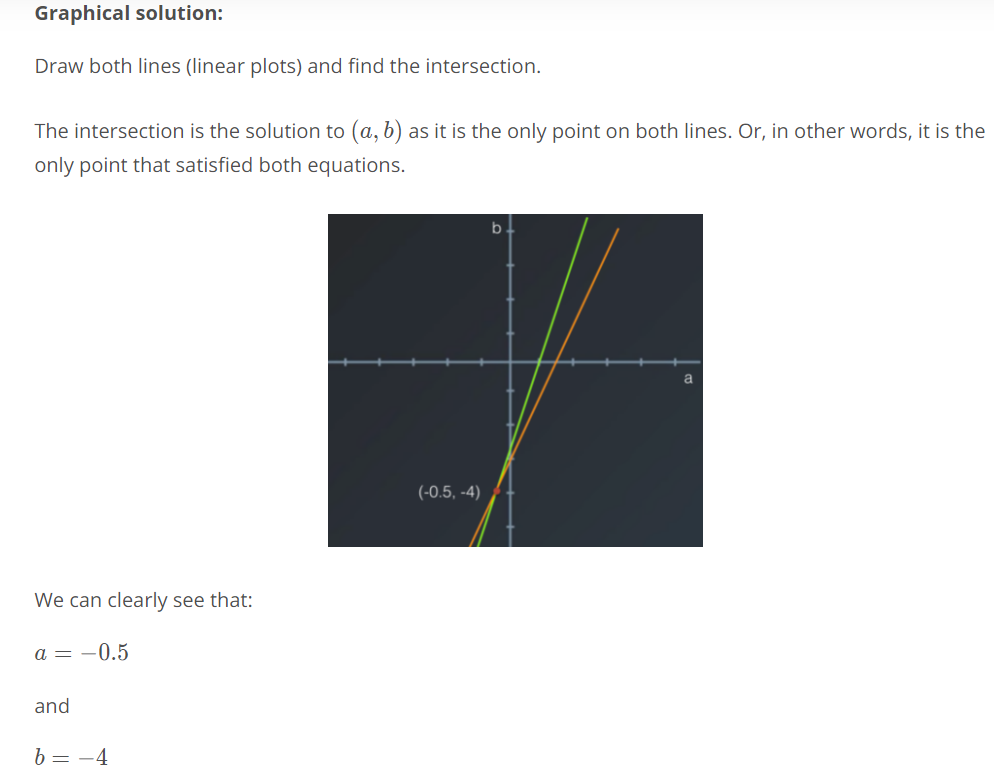 Graphical solution:
Draw both lines (linear plots) and find the intersection.
The intersection is the solution to (a, b) as it is the only point on both lines. Or, in other words, it is the
only point that satisfied both equations.
b
a
(-0.5, -4)
We can clearly see that:
a = −0.5
and
b = −4